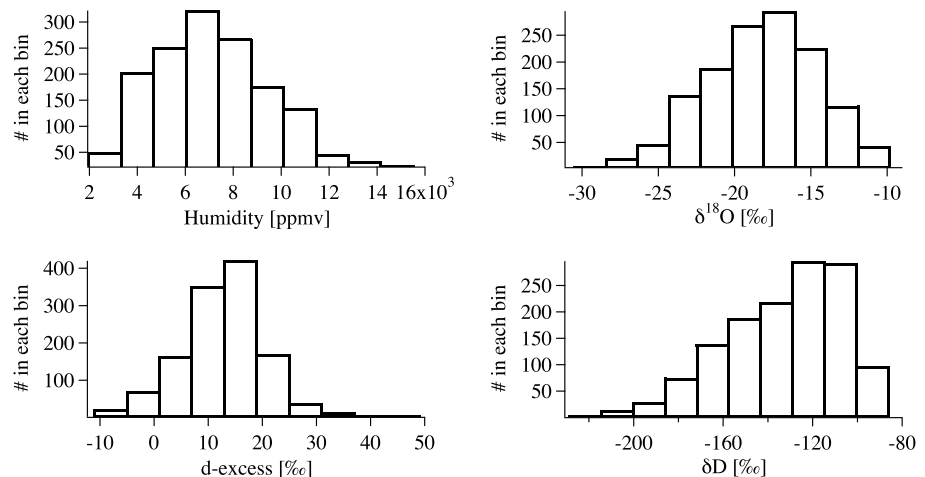 300
250
200
150
100
50
# in each bin
2 4 6 8 10 12 14 16x10³
Humidity [ppmv]
250
200
150
100
50
# in each bin
-30 -25 -20 -15 -10
δ¹⁸O [‰]
400
300
200
100
# in each bin
-10 0 10 20 30 40 50
d-excess [‰]
250
200
150
100
50
# in each bin
-200 -160 -120 -80
δD [‰]